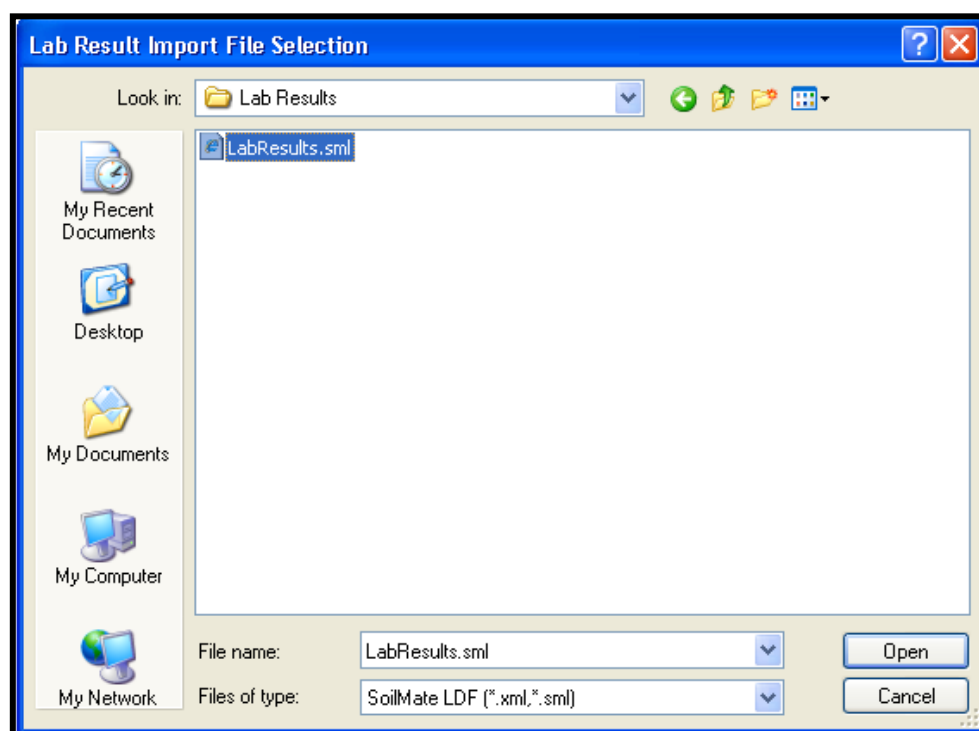 Lab Result Import File Selection
Look in: Lab Results
LabResults.sml
My Recent
Documents
Desktop
My Documents
My Computer
My Network
File name: LabResults.sml Open
Files of type: SoilMate LDF (*.xml,*.sml) Cancel